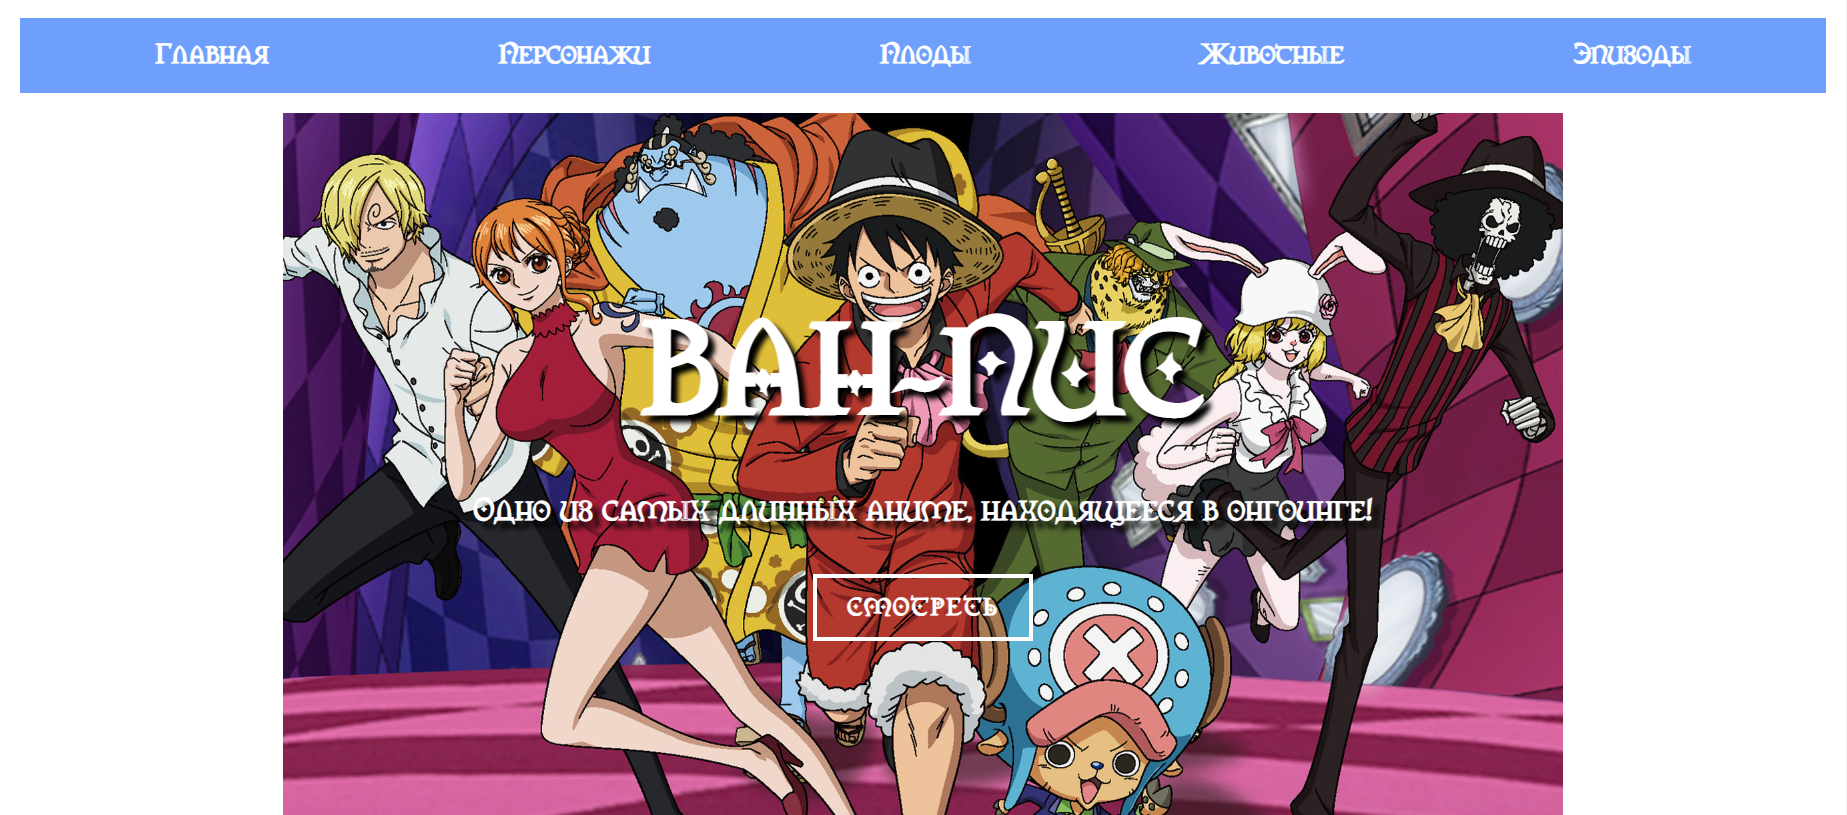 Главная Персонажи Плоды Животные Эпизоды
ВАН-ПИС
Одно из самых длинных аниме, находящееся в онгоинге!
смотреть